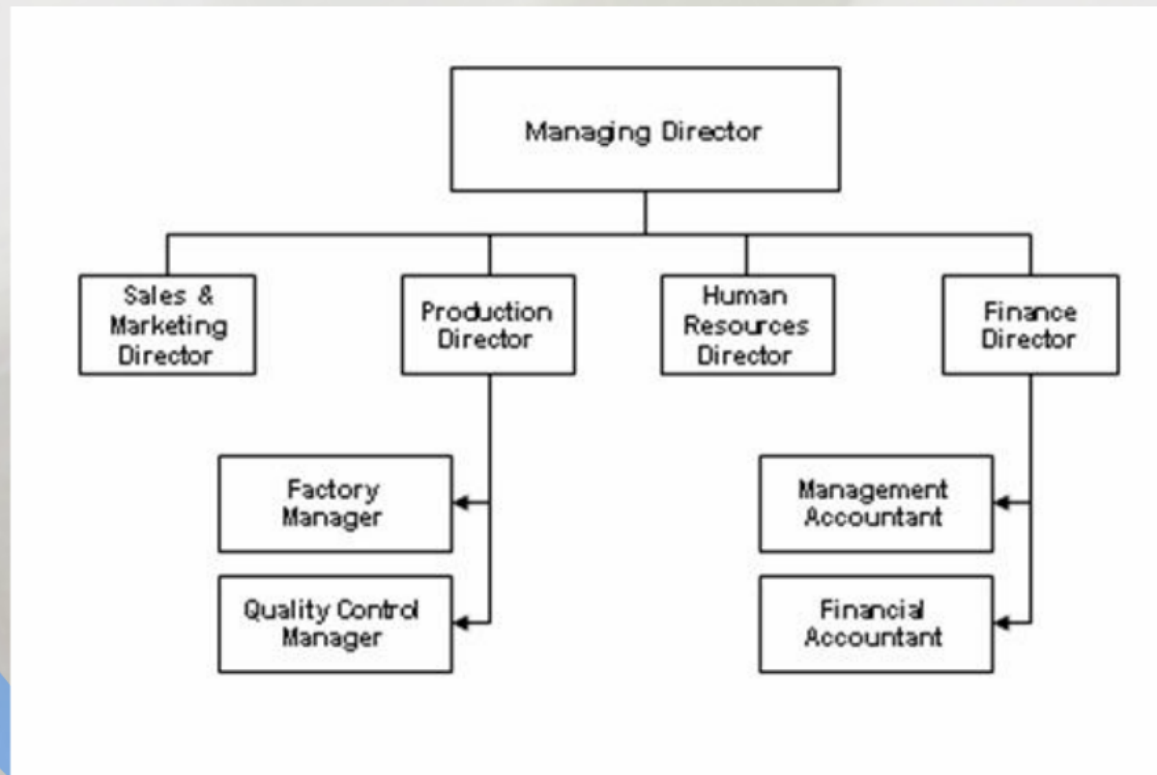 Managing Director
Sales &
Marketing
Director
Production
Director
Human
Resources
Director
Finance
Director
Factory
Manager
Quality Control
Manager
Management
Accountant
Financial
Accountant